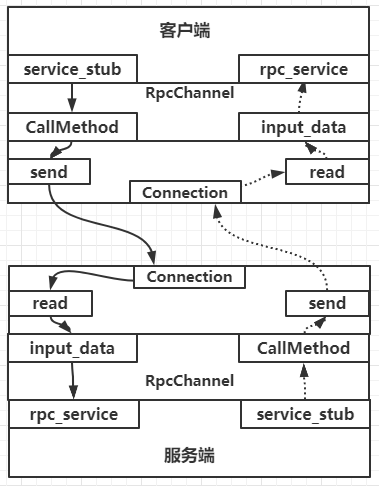 客户端
service_stub
rpc_service
RpcChannel
CallMethod
input_data
send
read
Connection
Connection
read
send
input_data
CallMethod
RpcChannel
rpc_service
service_stub
服务端